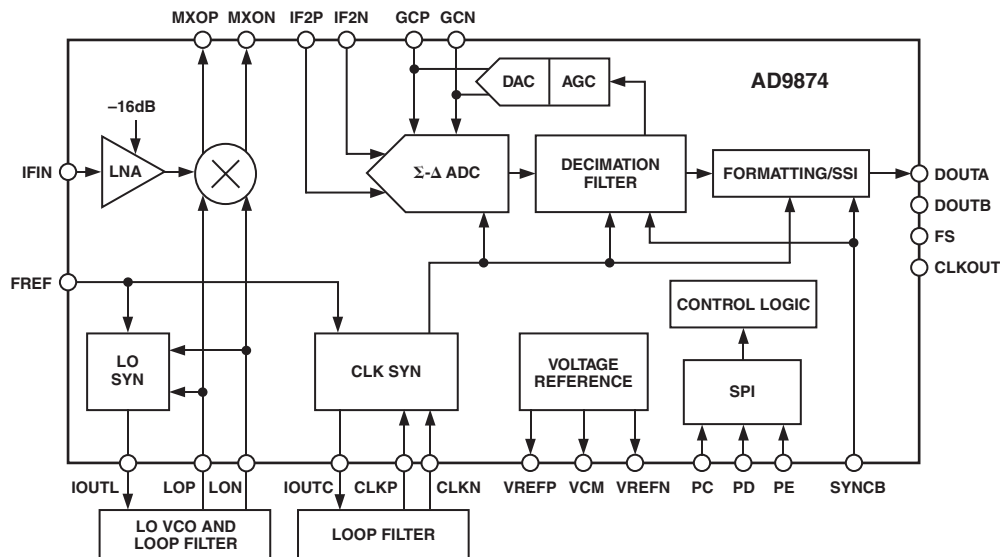 MXOP MXON IF2P IF2N GCP GCN
DAC AGC
AD9874
–16dB
IFIN
LNA
Σ-Δ ADC
DECIMATION
FILTER
FORMATTING/SSI
DOUTA
DOUTB
FS
CLKOUT
FREF
CONTROL LOGIC
LO
SYN
CLK SYN
VOLTAGE
REFERENCE
SPI
IOUTL LOP LON IOUTC CLKP CLKN VREFP VCM VREFN PC PD PE SYNCB
LO VCO AND
LOOP FILTER
LOOP FILTER